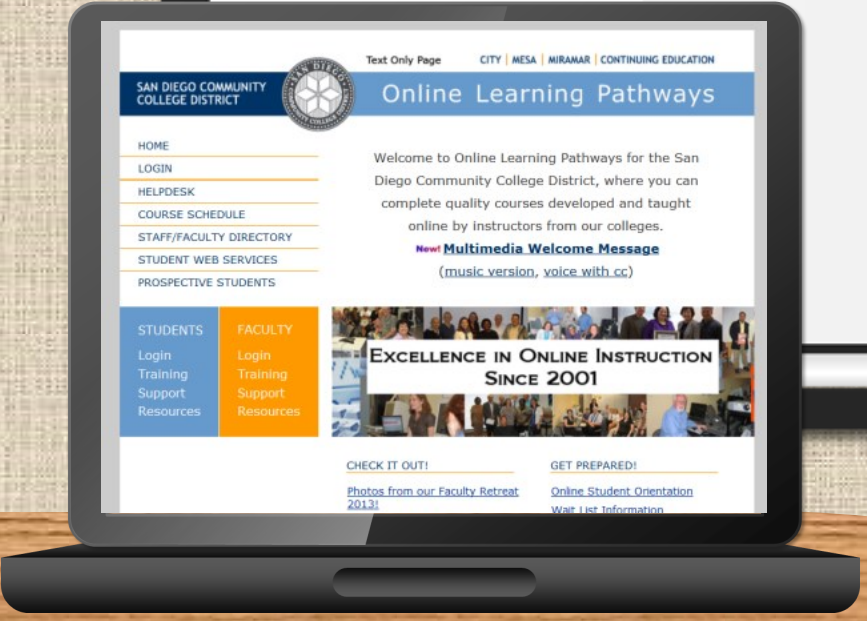 Text Only Page
CITY | MESA | MIRAMAR | CONTINUING EDUCATION
SAN DIEGO COMMUNITY
COLLEGE DISTRICT
SAN DIEGO
COMMUNITY COLLEGE
Online Learning Pathways
HOME
LOGIN
HELPDESK
COURSE SCHEDULE
STAFF/FACULTY DIRECTORY
STUDENT WEB SERVICES
PROSPECTIVE STUDENTS
Welcome to Online Learning Pathways for the San
Diego Community College District, where you can
complete quality courses developed and taught
online by instructors from our colleges.
New! Multimedia Welcome Message
(music version, voice with cc)
STUDENTS
Login
Training
Support
Resources
FACULTY
Login
Training
Support
Resources
EXCELLENCE IN ONLINE INSTRUCTION
SINCE 2001
CHECK IT OUT!
Photos from our Faculty Retreat
2013!
GET PREPARED!
Online Student Orientation
Wait List Information